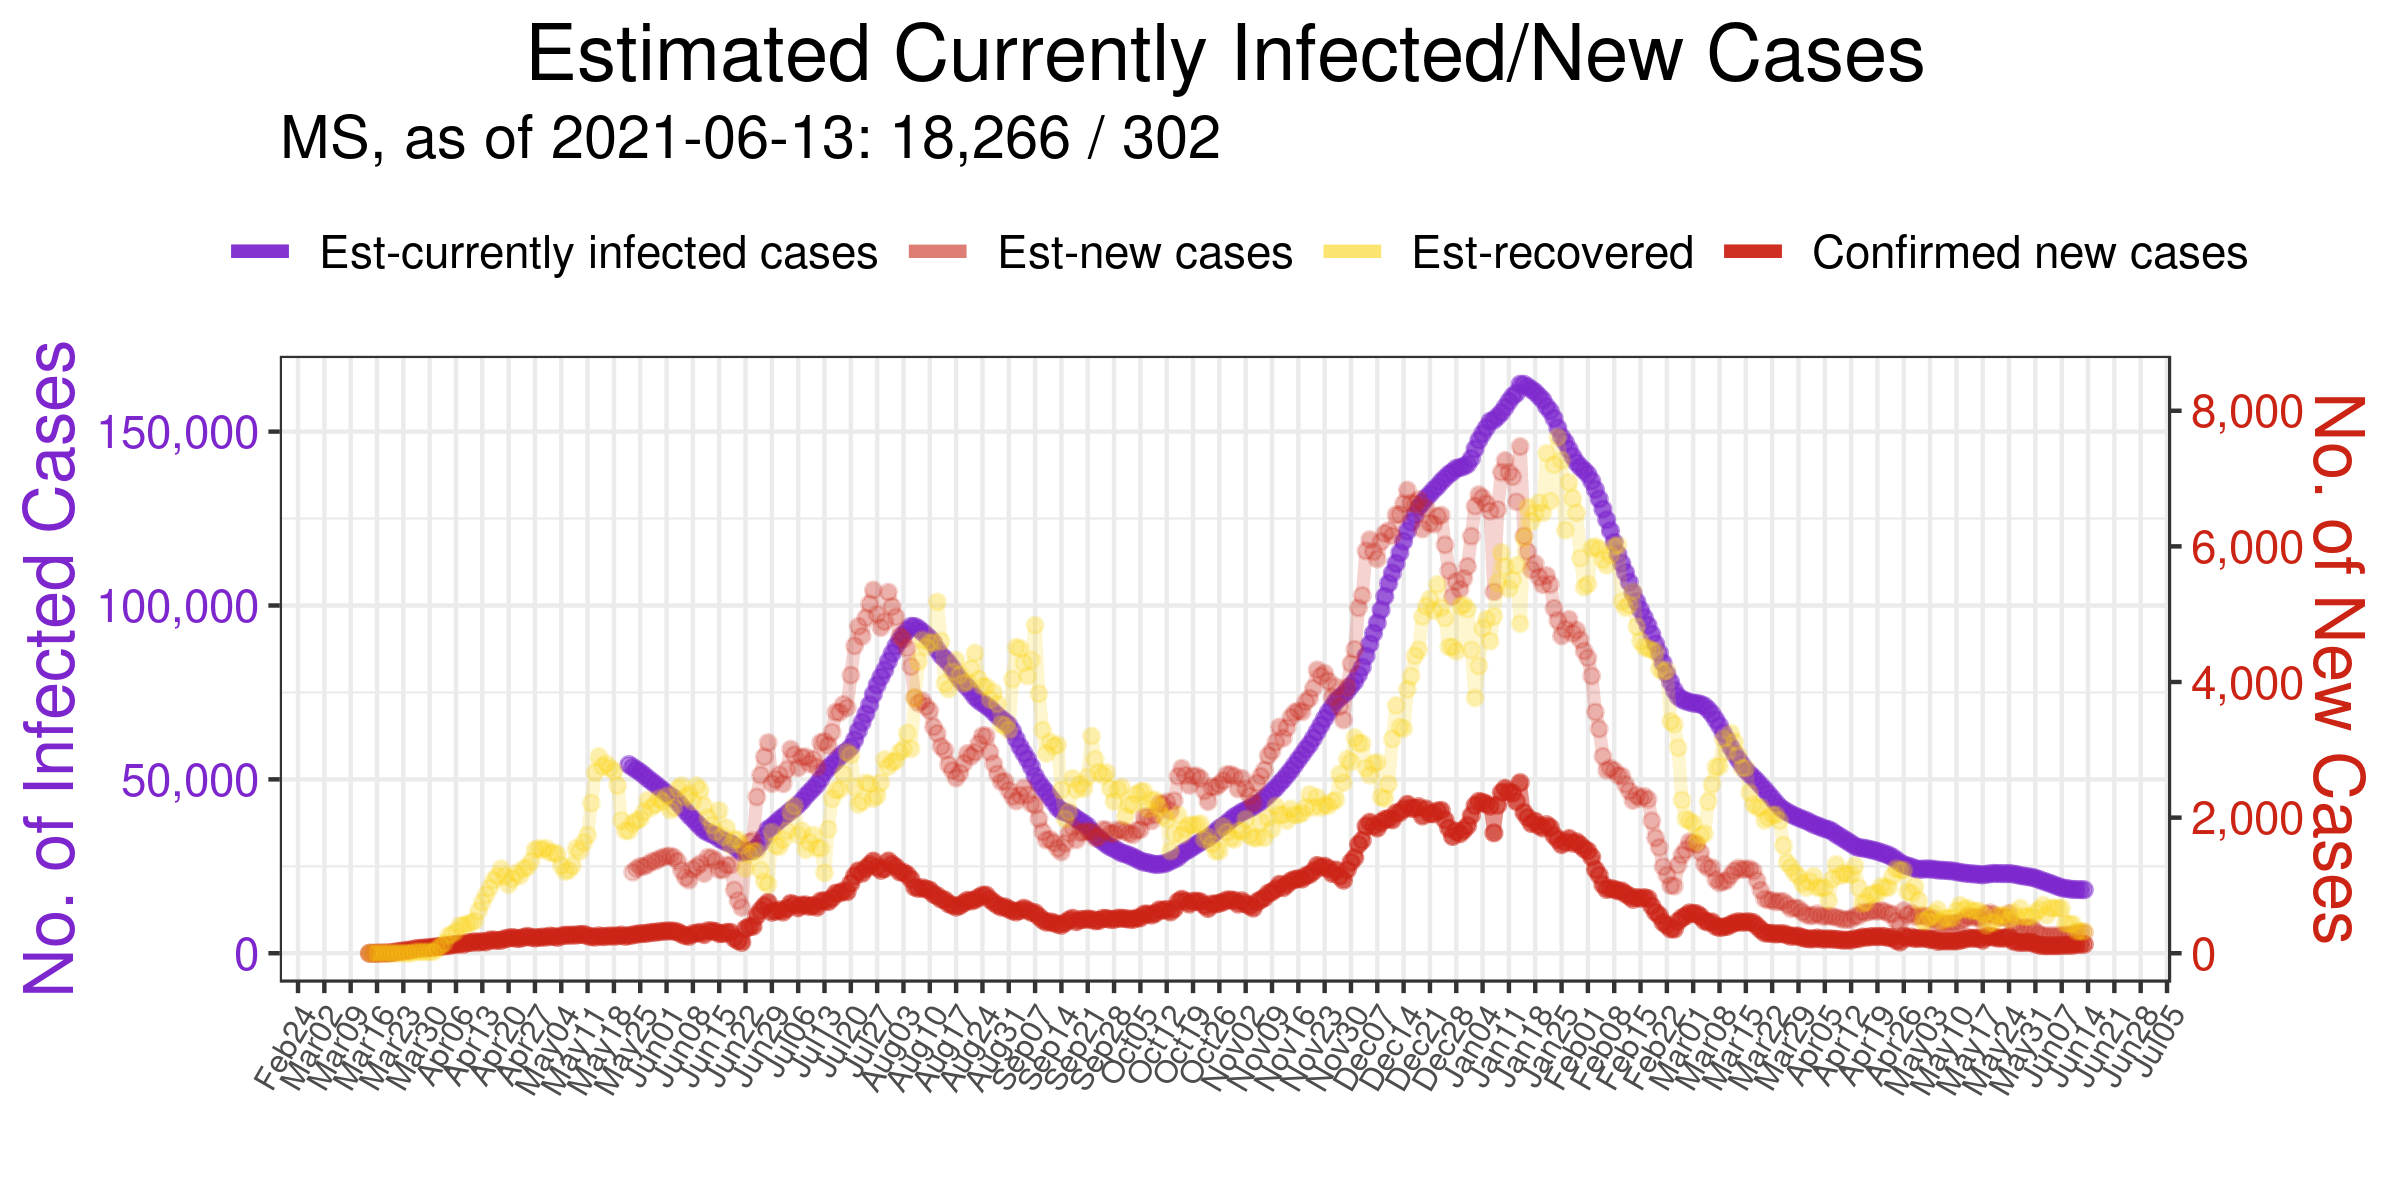 Estimated Currently Infected/New Cases
MS, as of 2021-06-13: 18,266 / 302
Est-currently infected cases
Est-new cases
Est-recovered
Confirmed new cases
No. of Infected Cases
150,000
100,000
50,000
0
8,000
6,000
4,000
2,000
0
No. of New Cases
Feb24
Mar02
Mar09
Mar16
Mar23
Mar30
Apr06
Apr13
Apr20
Apr27
May04
May11
May18
May25
Jun01
Jun08
Jun15
Jun22
Jun29
Jul06
Jul13
Jul20
Jul27
Aug03
Aug10
Aug17
Aug24
Aug31
Sep07
Sep14
Sep21
Sep28
Oct05
Oct12
Oct19
Oct26
Nov02
Nov09
Nov16
Nov23
Nov30
Dec07
Dec14
Dec21
Dec28
Jan04
Jan11
Jan18
Jan25
Feb01
Feb08
Feb15
Feb22
Mar01
Mar08
Mar15
Mar22
Mar29
Apr05
Apr12
Apr19
Apr26
May03
May10
May17
May24
May31
Jun07
Jun14
Jun21
Jun28
Jul05